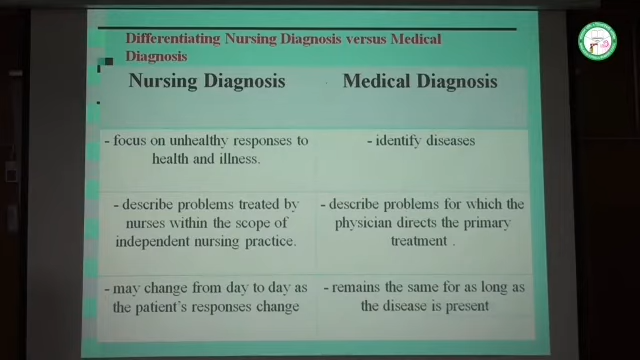 Differentiating Nursing Diagnosis versus Medical
Diagnosis
Nursing Diagnosis
Medical Diagnosis
- focus on unhealthy responses to
health and illness.
- identify diseases
- describe problems treated by
nurses within the scope of
independent nursing practice.
- describe problems for which the
physician directs the primary
treatment .
- may change from day to day as
the patient's responses change
- remains the same for as long as
the disease is present